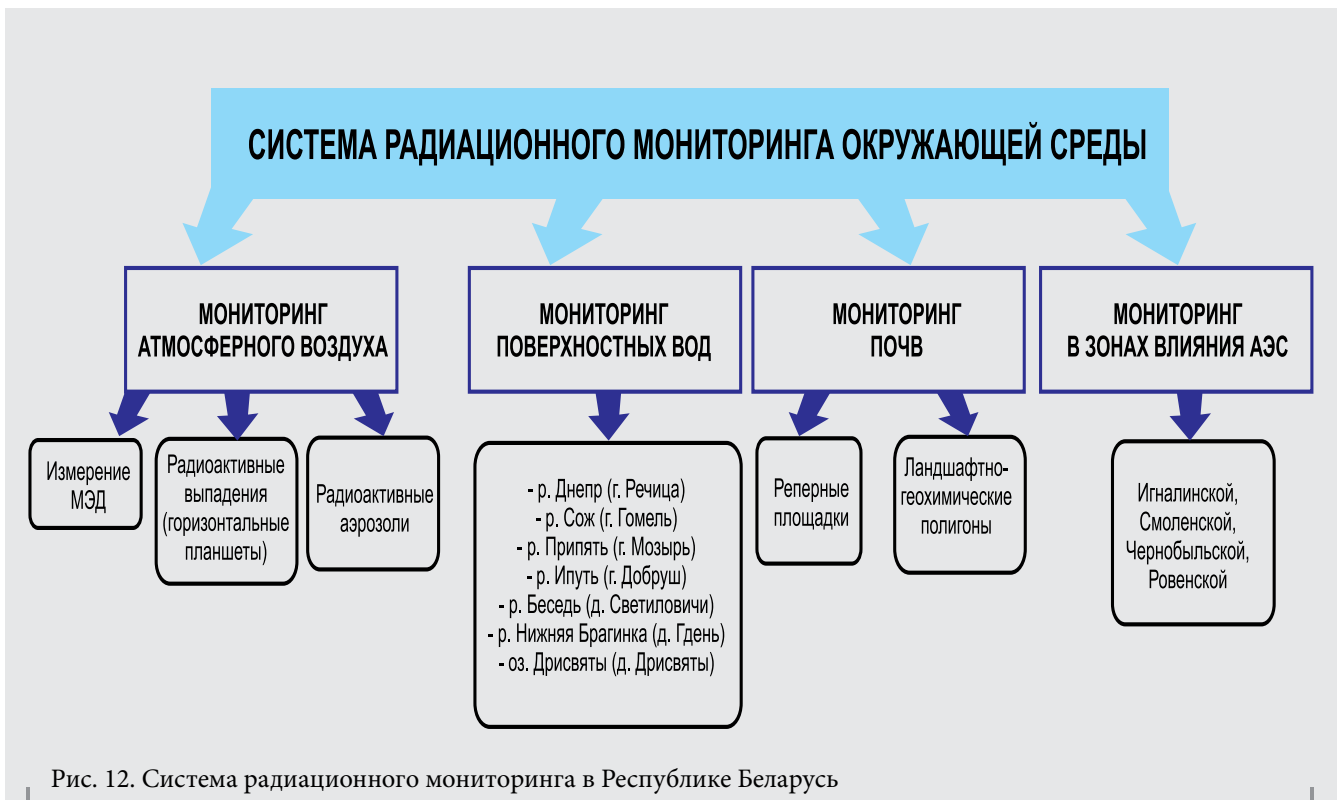 СИСТЕМА РАДИАЦИОННОГО МОНИТОРИНГА ОКРУЖАЮЩЕЙ СРЕДЫ
МОНИТОРИНГ
АТМОСФЕРНОГО ВОЗДУХА
Измерение
МЭД
Радиоактивные
выпадения
(горизонтальные
планшеты)
Радиоактивные
аэрозоли
МОНИТОРИНГ
ПОВЕРХНОСТНЫХ ВОД
- р. Днепр (г. Речица)
- р. Сож (г. Гомель)
- р. Припять (г. Мозырь)
- р. Ипуть (г. Добруш)
- р. Беседь (д. Светиловичи)
- р. Нижняя Брагинка (д. Гдень)
- оз. Дрисвяты (д. Дрисвяты)
МОНИТОРИНГ
ПОЧВ
Реперные
площадки
Ландшафтно-
геохимические
полигоны
МОНИТОРИНГ
В ЗОНАХ ВЛИЯНИЯ АЭС
Игналинской,
Смоленской,
Чернобыльской,
Ровенской
Рис. 12. Система радиационного мониторинга в Республике Беларусь